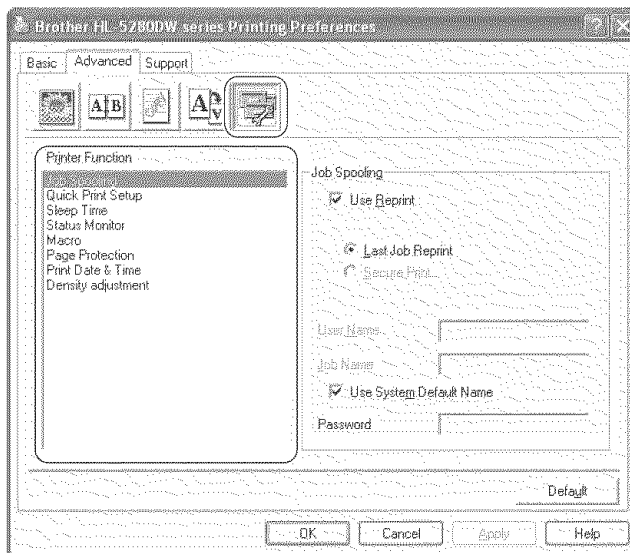 Brother HL-5280DW series Printing Preferences
Basic Advanced Support
A B A
Printer Function
Quick Print Setup
Sleep Time
Status Monitor
Macro
Page Protection
Print Date & Time
Density adjustment
Job Spooling
Use Reprint
Last Job Reprint
Secure Print
User Name
Job Name
Use System Default Name
Password
Default
OK Cancel Apply Help